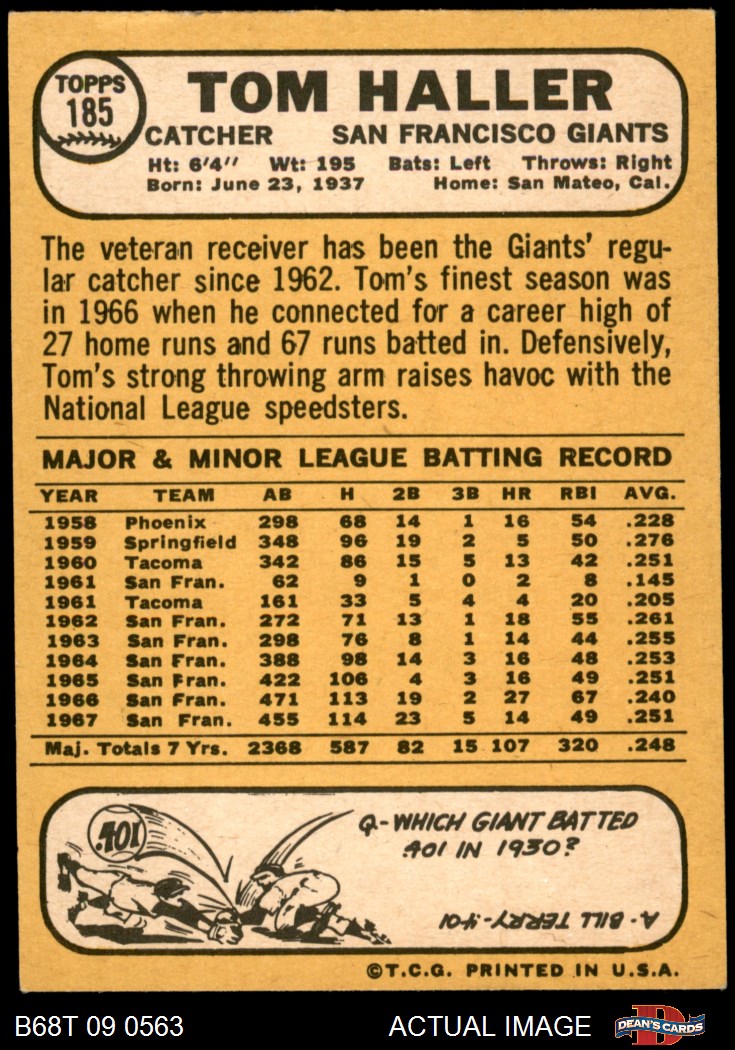 TOPPS
185
TOM HALLER
CATCHER SAN FRANCISCO GIANTS
Ht: 6'4" Wt: 195 Bats: Left Throws: Right
Born: June 23, 1937 Home: San Mateo, Cal.
The veteran receiver has been the Giants' regu-
lar catcher since 1962. Tom's finest season was
in 1966 when he connected for a career high of
27 home runs and 67 runs batted in. Defensively,
Tom's strong throwing arm raises havoc with the
National League speedsters.
MAJOR & MINOR LEAGUE BATTING RECORD
YEAR TEAM AB H 2B 3B HR RBI AVG.
1958 Phoenix 298 68 14 1 16 54 .228
1959 Springfield 348 96 19 2 5 50 .276
1960 Tacoma 342 86 15 5 13 42 .251
1961 San Fran. 62 9 1 0 2 8 .145
1961 Tacoma 161 33 5 4 4 20 .205
1962 San Fran. 272 71 13 1 18 55 .261
1963 San Fran. 298 76 8 1 14 44 .255
1964 San Fran. 388 98 14 3 16 48 .253
1965 San Fran. 422 106 4 3 16 49 .251
1966 San Fran. 471 113 19 2 27 67 .240
1967 San Fran. 455 114 23 5 14 49 .251
Maj. Totals 7 Yrs. 2368 587 82 15 107 320 .248
.401
Q-WHICH GIANT BATTED
.401 IN 1930?
A-BILL TERRY-.401
©T.C.G. PRINTED IN U.S.A.
B68T 09 0563 ACTUAL IMAGE D DEAN'S CARDS